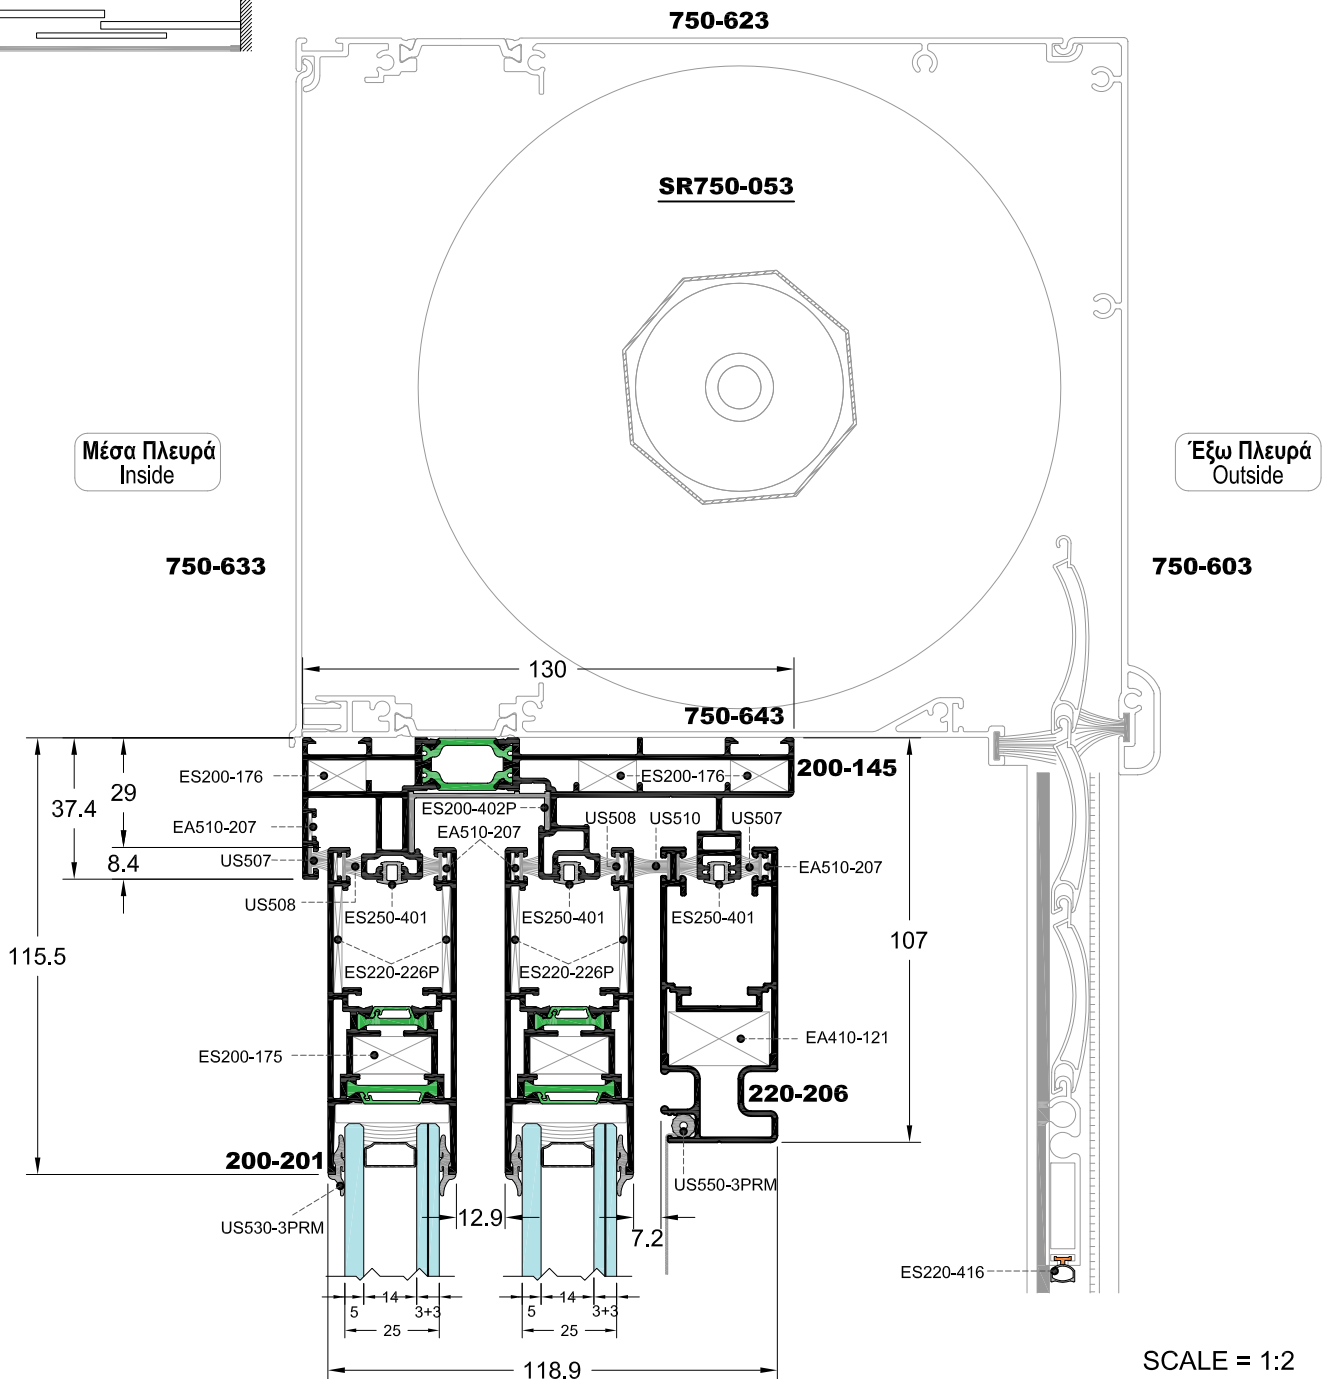 750-623
SR750-053
Μέσα Πλευρά
Inside
Έξω Πλευρά
Outside
750-633
750-603
130
750-643
ES200-176
ES200-176
200-145
29
37.4
ES200-402P
EA510-207
EA510-207
US508
US510
US507
US507
8.4
EA510-207
US508
ES250-401
ES250-401
ES250-401
115.5
107
ES220-226P
ES220-226P
ES200-175
EA410-121
220-206
200-201
US550-3PRM
US530-3PRM
12.9
7.2
ES220-416
5
14
3+3
5
14
3+3
25
25
118.9
SCALE = 1:2